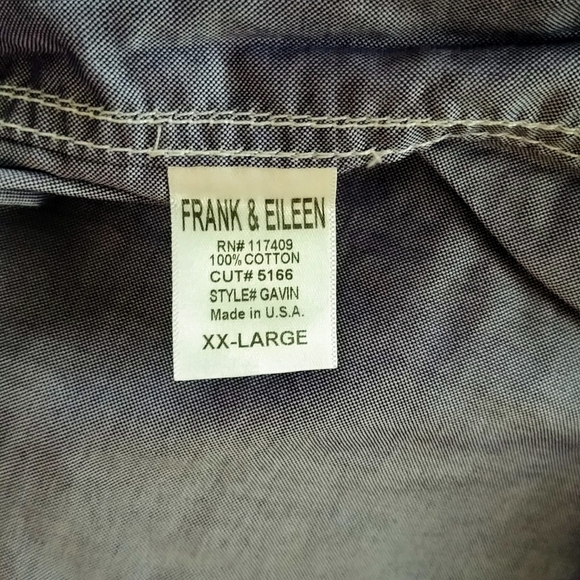 FRANK & EILEEN
RN# 117409
100% COTTON
CUT# 5166
STYLE# GAVIN
Made in U.S.A.
XX-LARGE